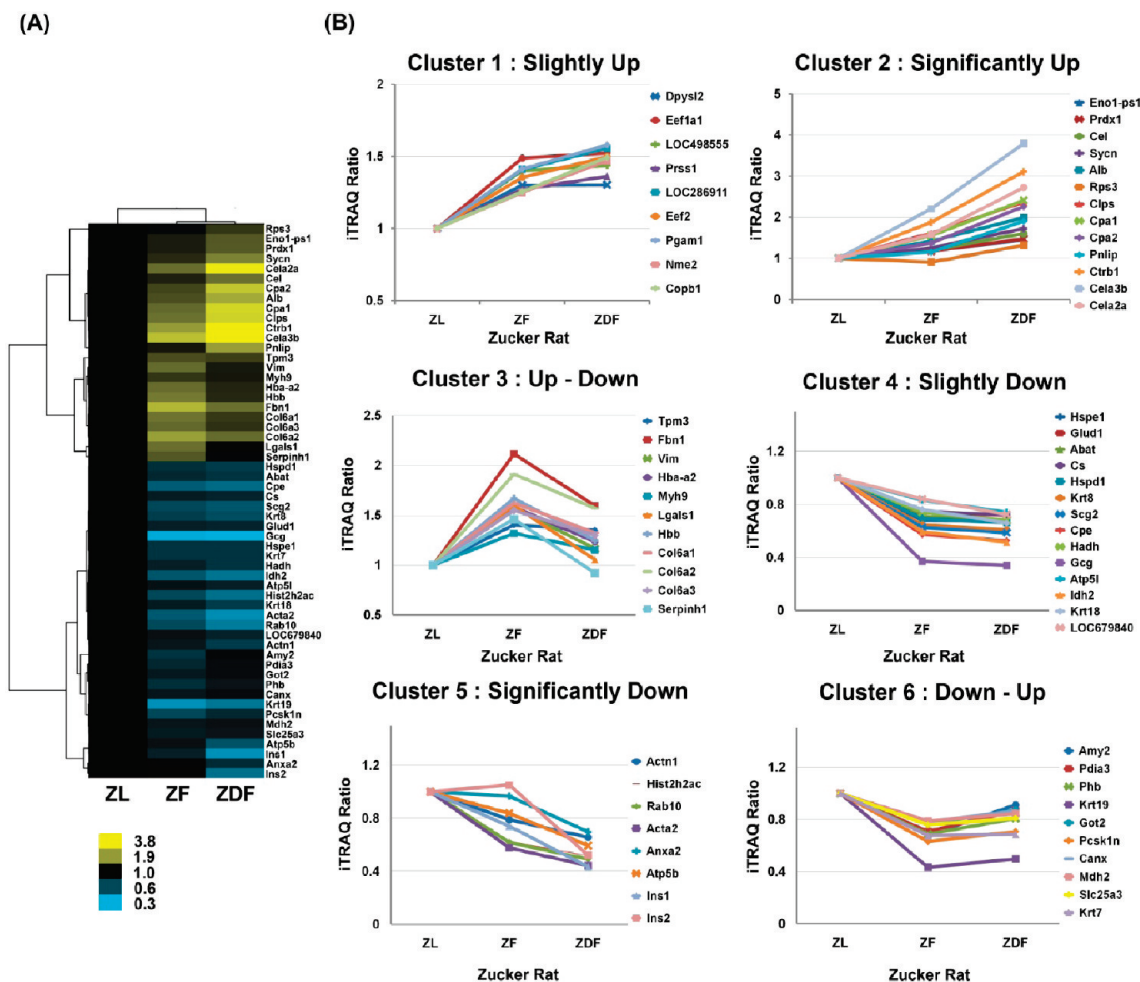 (A)
Rps3
Eno1-ps1
Prdx1
Sycn
Cela2a
Cel
Cpa2
Alb
Cpa1
Clps
Ctrb1
Cela3b
Pnlip
Tpm3
Vim
Myh9
Hba-a2
Hbb
Fbn1
Col6a1
Col6a3
Col6a2
Lgals1
Serpinh1
Hspd1
Abat
Cpe
Cs
Scg2
Krt8
Glud1
Gcg
Hspe1
Krt7
Hadh
Idh2
Atp5l
Hist2h2ac
Krt18
Acta2
Rab10
LOC679840
Actn1
Amy2
Pdia3
Got2
Phb
Canx
Krt19
Pcsk1n
Mdh2
Slc25a3
Atp5b
Ins1
Anxa2
Ins2
ZL ZF ZDF
3.8
1.9
1.0
0.6
0.3
(B)
Cluster 1 : Slightly Up
iTRAQ Ratio
2
1.5
1
0.5
ZL ZF ZDF
Zucker Rat
Dpysl2
Eef1a1
LOC498555
Prss1
LOC286911
Eef2
Pgam1
Nme2
Copb1
Cluster 2 : Significantly Up
iTRAQ Ratio
5
4
3
2
1
0
ZL ZF ZDF
Zucker Rat
Eno1-ps1
Prdx1
Cel
Sycn
Alb
Rps3
Clps
Cpa1
Cpa2
Pnlip
Ctrb1
Cela3b
Cela2a
Cluster 3 : Up - Down
iTRAQ Ratio
2.5
2
1.5
1
0.5
ZL ZF ZDF
Zucker Rat
Tpm3
Fbn1
Vim
Hba-a2
Myh9
Lgals1
Hbb
Col6a1
Col6a2
Col6a3
Serpinh1
Cluster 4 : Slightly Down
iTRAQ Ratio
1.2
0.8
0.4
0
ZL ZF ZDF
Zucker Rat
Hspe1
Glud1
Abat
Cs
Hspd1
Krt8
Scg2
Cpe
Hadh
Gcg
Atp5l
Idh2
Krt18
LOC679840
Cluster 5 : Significantly Down
iTRAQ Ratio
1.2
0.8
0.4
0
ZL ZF ZDF
Zucker Rat
Actn1
Hist2h2ac
Rab10
Acta2
Anxa2
Atp5b
Ins1
Ins2
Cluster 6 : Down - Up
iTRAQ Ratio
1.2
0.8
0.4
0
ZL ZF ZDF
Zucker Rat
Amy2
Pdia3
Phb
Krt19
Got2
Pcsk1n
Canx
Mdh2
Slc25a3
Krt7